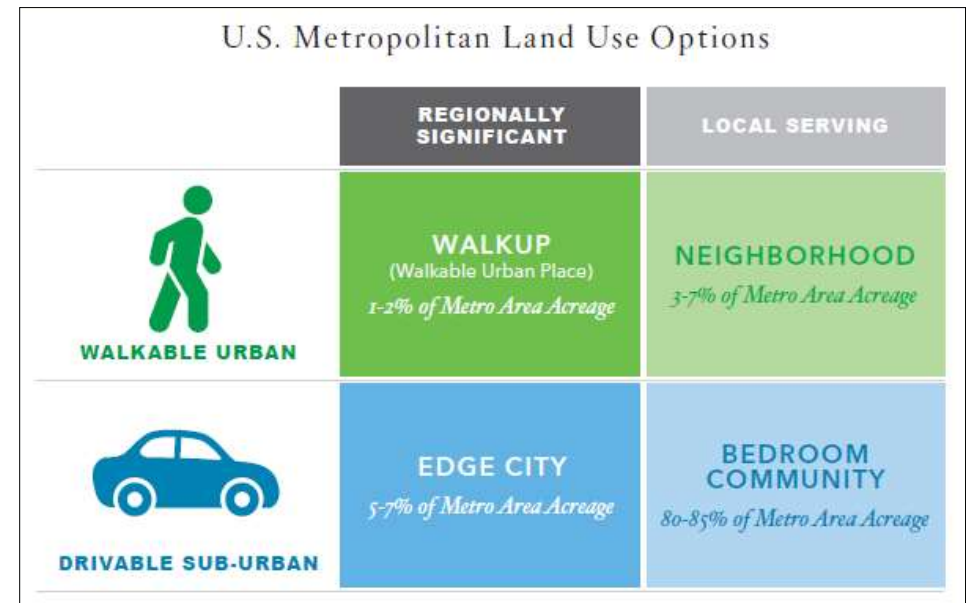 U.S. Metropolitan Land Use Options
REGIONALLY
SIGNIFICANT
LOCAL SERVING
WALKABLE URBAN
WALKUP
(Walkable Urban Place)
1-2% of Metro Area Acreage
NEIGHBORHOOD
3-7% of Metro Area Acreage
DRIVABLE SUB-URBAN
EDGE CITY
5-7% of Metro Area Acreage
BEDROOM
COMMUNITY
80-85% of Metro Area Acreage